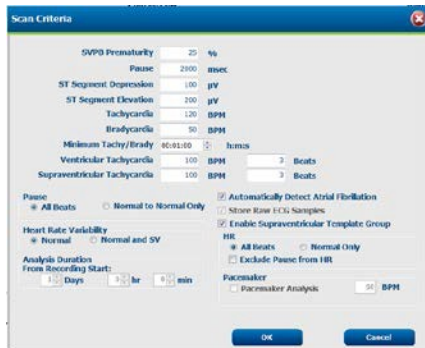 Scan Criteria
SVPB Prematurity 25 %
Pause 2000 msec
ST Segment Depression 100 µV
ST Segment Elevation 200 µV
Tachycardia 120 BPM
Bradycardia 50 BPM
Minimum Tachy/Brady 00:01:00 h:m:s
Ventricular Tachycardia 100 BPM 3 Beats
Supraventricular Tachycardia 100 BPM 3 Beats
Pause
All Beats Normal to Normal Only
Heart Rate Variability
Normal Normal and SV
Analysis Duration
From Recording Start:
Days hr 0 min
Automatically Detect Atrial Fibrillation
Store Raw ECG Samples
Enable Supraventricular Template Group
HR
All Beats Normal Only
Exclude Pause from HR
Pacemaker
Pacemaker Analysis 50 BPM
OK Cancel